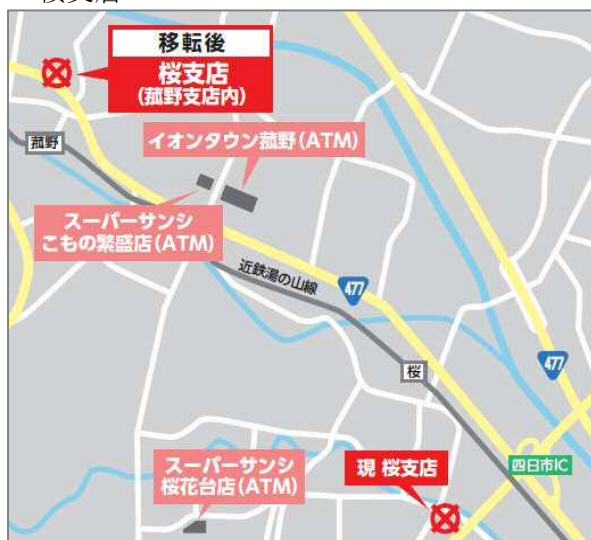 移転後
桜支店
(菰野支店内)
菰野
イオンタウン菰野(ATM)
スーパーサンシ
こもの繁盛店(ATM)
近鉄湯の山線
477
477
桜
四日市IC
スーパーサンシ
桜花台店(ATM)
現 桜支店